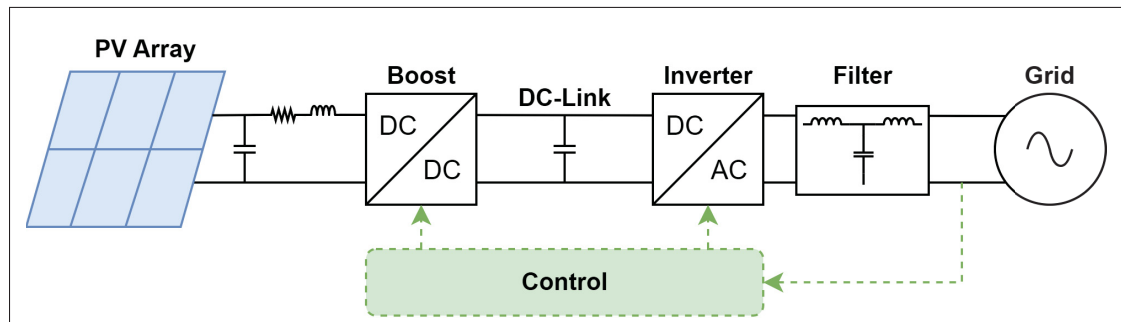 PV Array
Boost
DC-Link
Inverter
Filter
Grid
DC
DC
DC
AC
Control